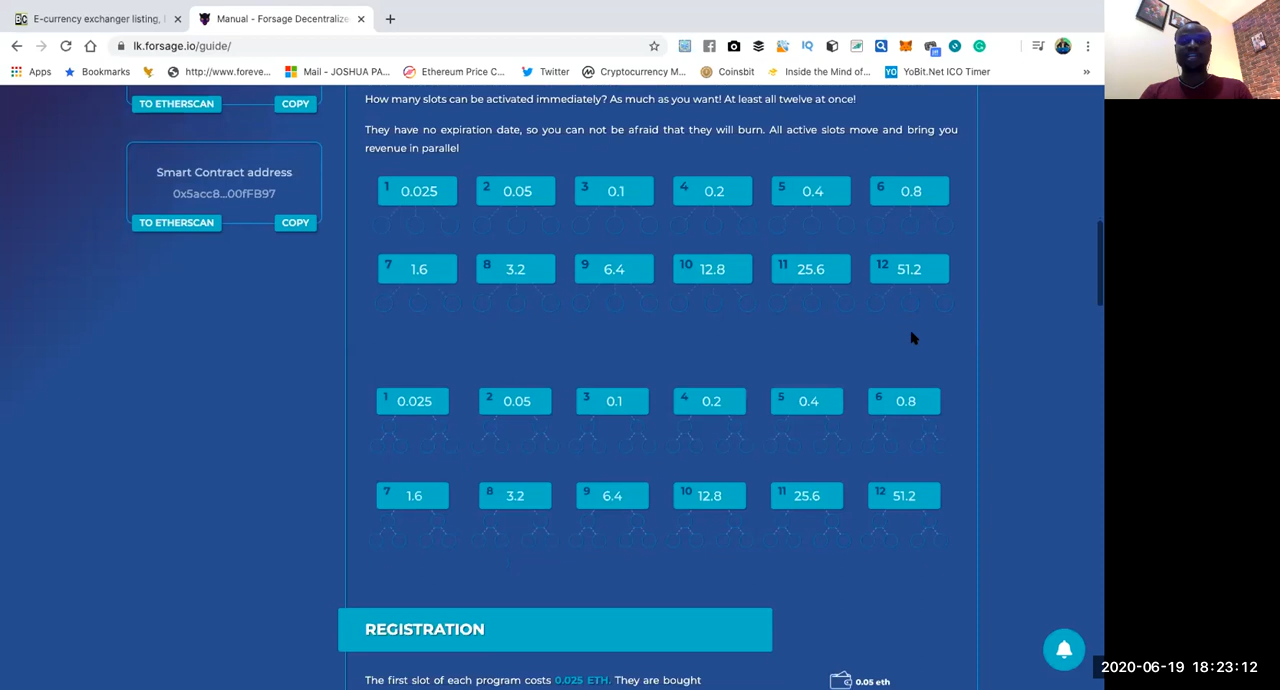 E-currency exchanger listing,
Manual - Forsage Decentralize
lk.forsage.io/guide/
Apps
Bookmarks
http://www.foreve...
Mail - JOSHUA PA...
Ethereum Price C...
Twitter
Cryptocurrency M...
Coinsbit
Inside the Mind of...
YoBit.Net ICO Terminal
»
TO ETHERSCAN
COPY
Smart Contract address
0x5acc8...00fFB97
TO ETHERSCAN
COPY
How many slots can be activated immediately? As much as you want! At least all twelve at once!
They have no expiration date, so you can not be afraid that they will burn. All active slots move and bring you
revenue in parallel
1 0.025
2 0.05
3 0.1
4 0.2
5 0.4
6 0.8
7 1.6
8 3.2
9 6.4
10 12.8
11 25.6
12 51.2
1 0.025
2 0.05
3 0.1
4 0.2
5 0.4
6 0.8
7 1.6
8 3.2
9 6.4
10 12.8
11 25.6
12 51.2
REGISTRATION
The first slot of each program costs 0.025 ETH. They are bought
0.05 eth
2020-06-19 18:23:12